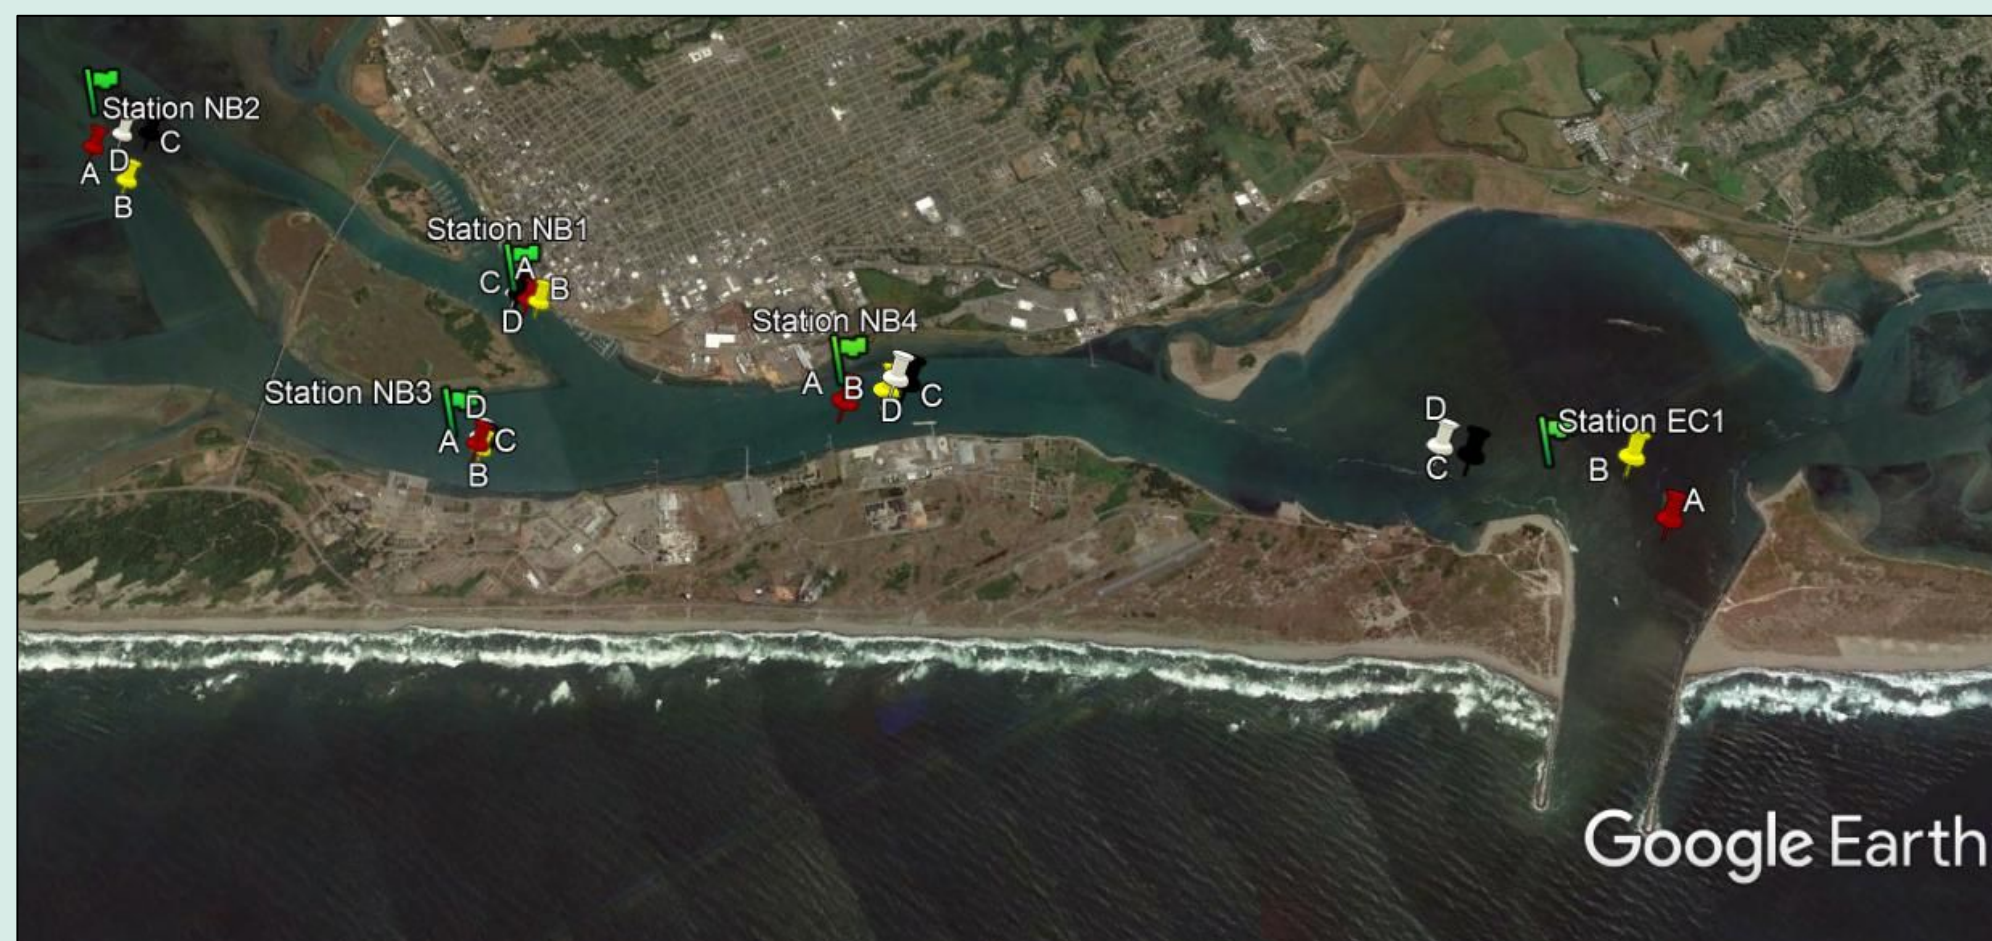 Station NB2
C
D
A
B
Station NB1
A
C
B
D
Station NB4
A
B
C
D
Station NB3
D
A
C
B
D
Station EC1
C
B
A
Google Earth